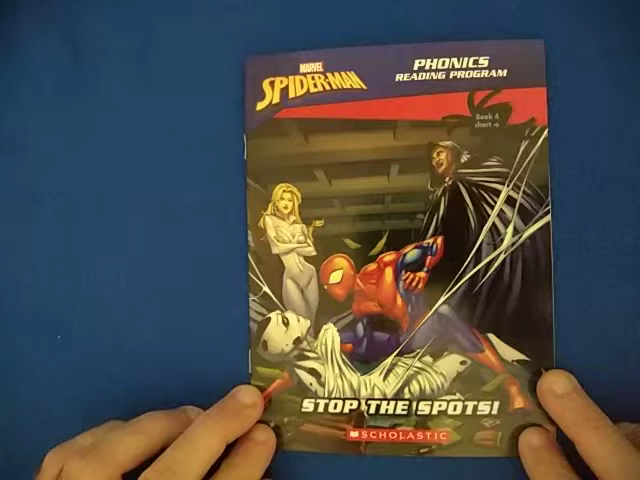 MARVEL
SPIDER-MAN
PHONICS
READING PROGRAM
Book 4
short o
STOP THE SPOTS!
SCHOLASTIC